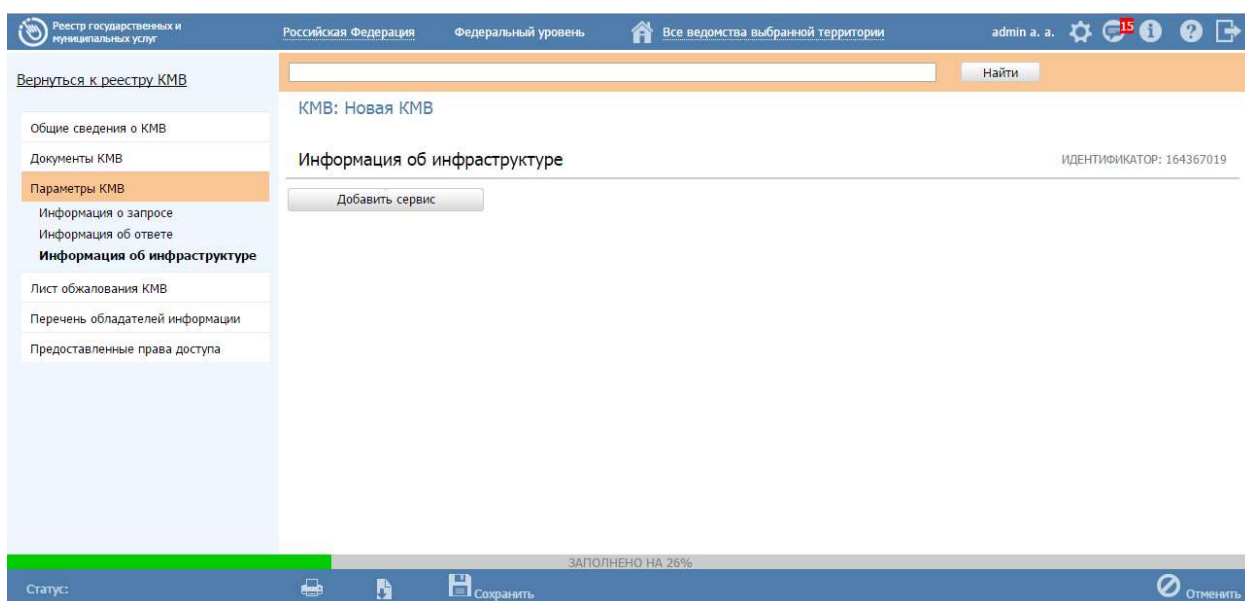 Реестр государственных и
муниципальных услуг
Российская Федерация
Федеральный уровень
Все ведомства выбранной территории
admin a. a.
15
Вернуться к реестру КМВ
Найти
КМВ: Новая КМВ
Общие сведения о КМВ
Документы КМВ
Информация об инфраструктуре
ИДЕНТИФИКАТОР: 164367019
Параметры КМВ
Добавить сервис
Информация о запросе
Информация об ответе
Информация об инфраструктуре
Лист обжалования КМВ
Перечень обладателей информации
Предоставленные права доступа
ЗАПОЛНЕНО НА 26%
Статус:
Сохранить
Отменить